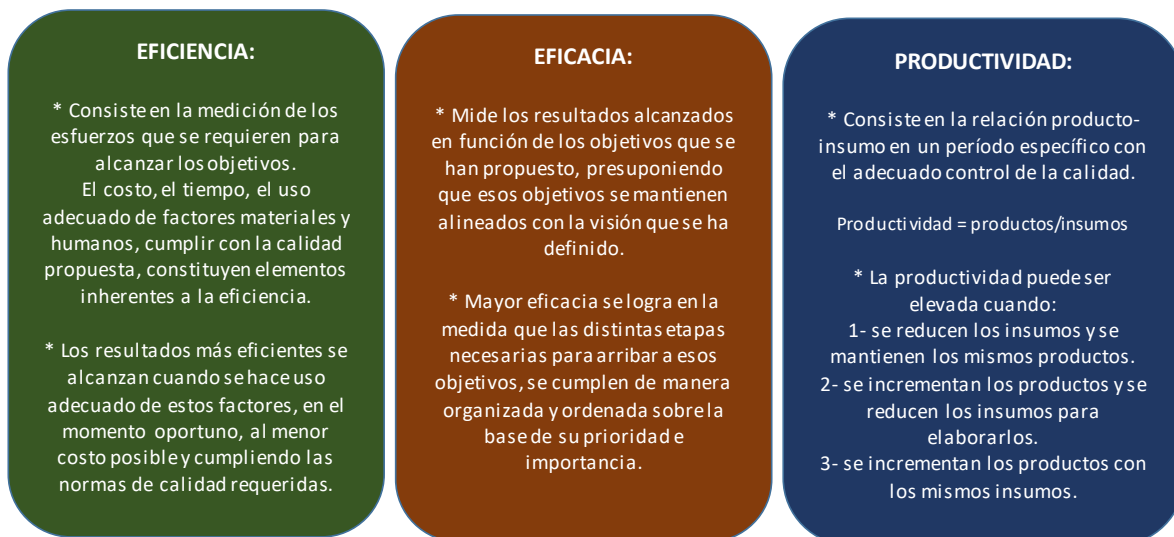 EFICIENCIA:
* Consiste en la medición de los
esfuerzos que se requieren para
alcanzar los objetivos.
El costo, el tiempo, el uso
adecuado de factores materiales y
humanos, cumplir con la calidad
propuesta, constituyen elementos
inherentes a la eficiencia.
* Los resultados más eficientes se
alcanzan cuando se hace uso
adecuado de estos factores, en el
momento oportuno, al menor
costo posible y cumpliendo las
normas de calidad requeridas.
EFICACIA:
* Mide los resultados alcanzados
en función de los objetivos que se
han propuesto, presuponiendo
que esos objetivos se mantienen
alineados con la visión que se ha
definido.
* Mayor eficacia se logra en la
medida que las distintas etapas
necesarias para arribar a esos
objetivos, se cumplen de manera
organizada y ordenada sobre la
base de su prioridad e
importancia.
PRODUCTIVIDAD:
* Consiste en la relación producto-
insumo en un período específico con
el adecuado control de la calidad.
Productividad = productos/insumos
* La productividad puede ser
elevada cuando:
1- se reducen los insumos y se
mantienen los mismos productos.
2- se incrementan los productos y se
reducen los insumos para
elaborarlos.
3- se incrementan los productos con
los mismos insumos.